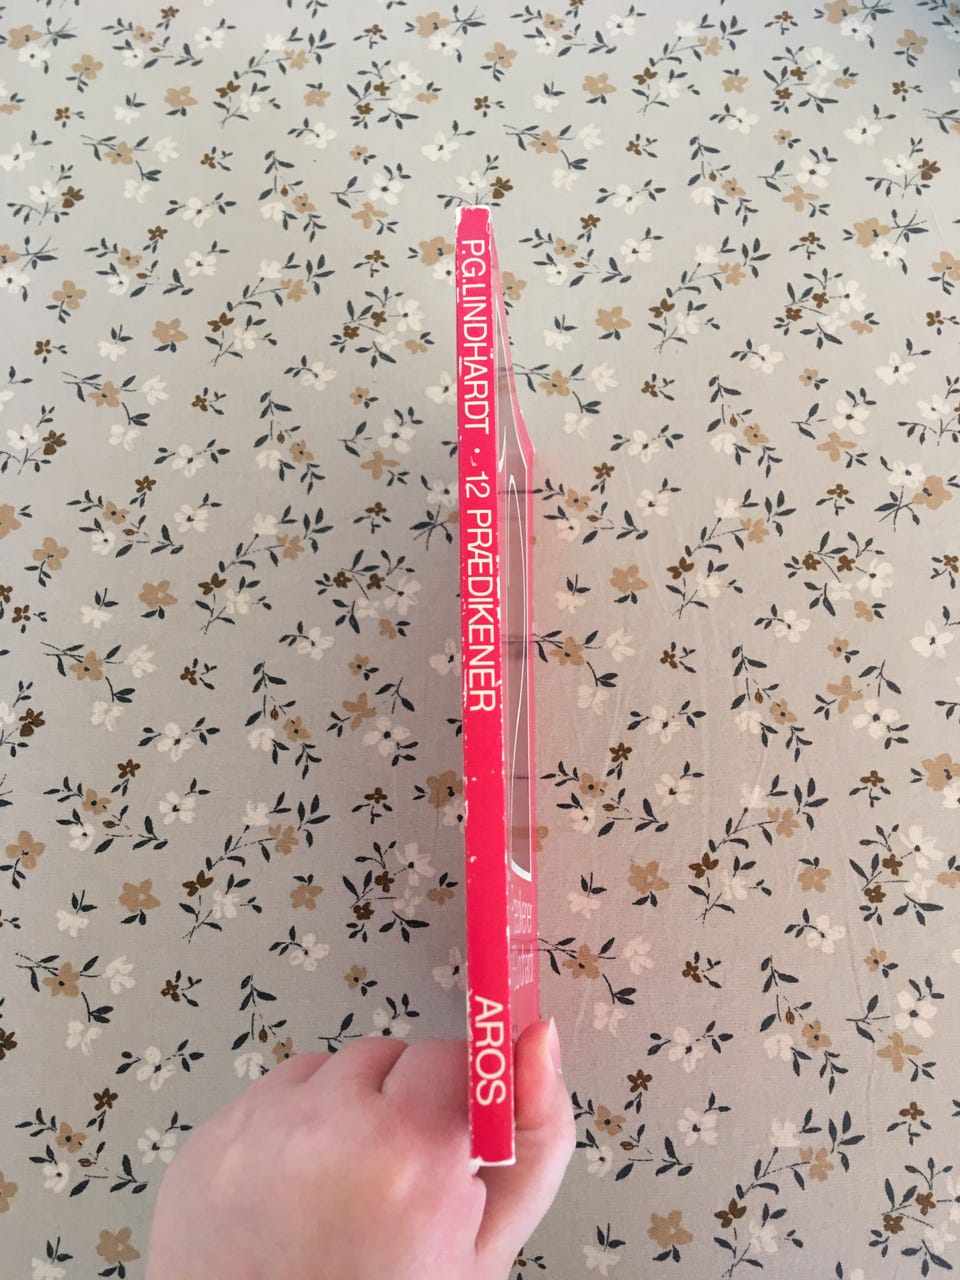 P.G.LINDHARDT · 12 PRÆDIKENER
AROS